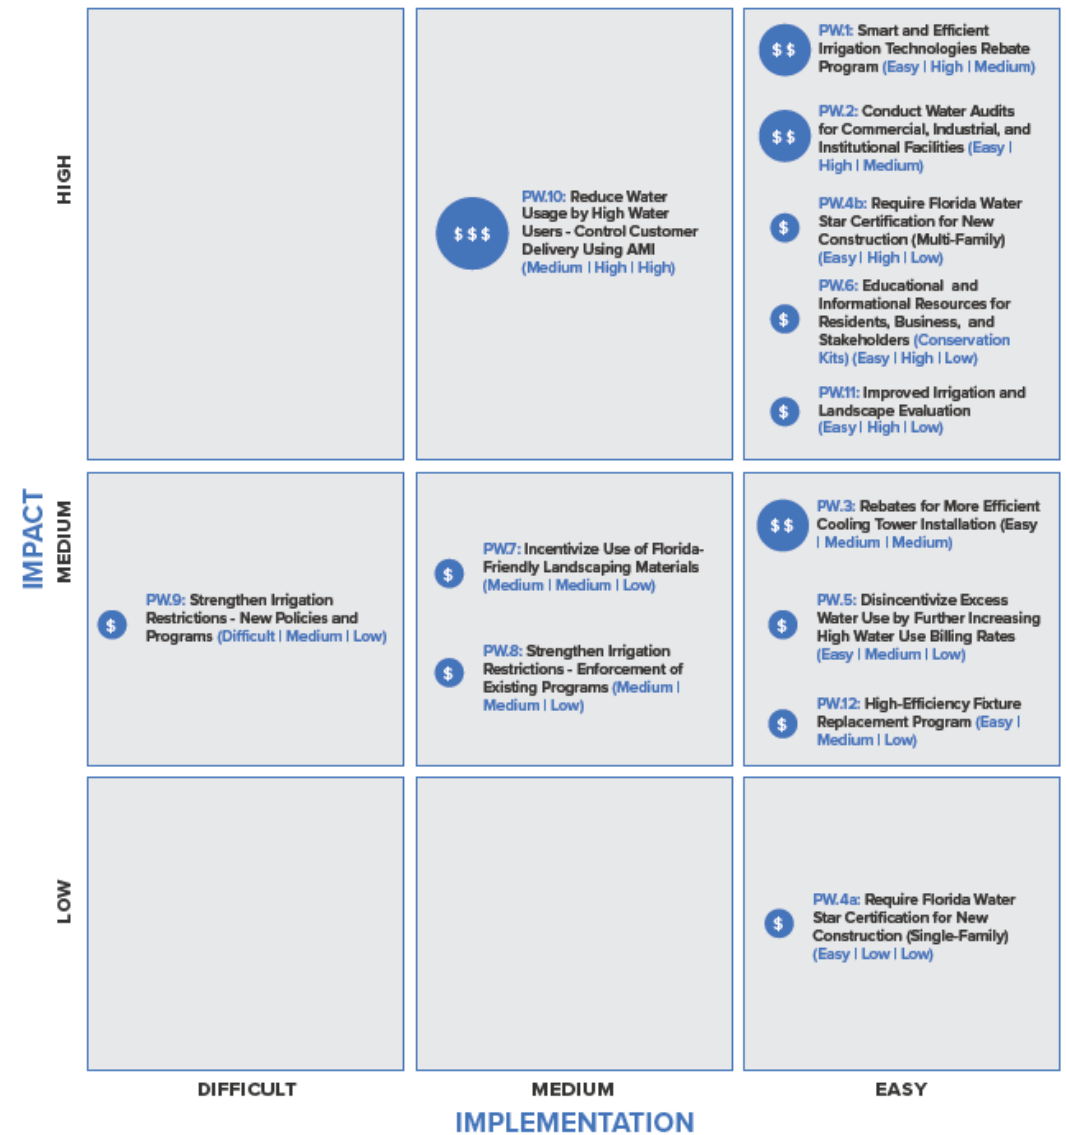 IMPACT
HIGH
$ $ $
PW.10: Reduce Water
Usage by High Water
Users - Control Customer
Delivery Using AMI
(Medium | High | High)
$ $
PW.1: Smart and Efficient
Irrigation Technologies Rebate
Program (Easy | High | Medium)
$ $
PW.2: Conduct Water Audits
for Commercial, Industrial, and
Institutional Facilities (Easy |
High | Medium)
$
PW.4b: Require Florida Water
Star Certification for New
Construction (Multi-Family)
(Easy | High | Low)
$
PW.6: Educational and
Informational Resources for
Residents, Business, and
Stakeholders (Conservation
Kits) (Easy | High | Low)
$
PW.11: Improved Irrigation and
Landscape Evaluation
(Easy | High | Low)
MEDIUM
$
PW.9: Strengthen Irrigation
Restrictions - New Policies and
Programs (Difficult | Medium | Low)
$
PW.7: Incentivize Use of Florida-
Friendly Landscaping Materials
(Medium | Medium | Low)
$
PW.8: Strengthen Irrigation
Restrictions - Enforcement of
Existing Programs (Medium |
Medium | Low)
$ $
PW.3: Rebates for More Efficient
Cooling Tower Installation (Easy
| Medium | Medium)
$
PW.5: Disincentivize Excess
Water Use by Further Increasing
High Water Use Billing Rates
(Easy | Medium | Low)
$
PW.12: High-Efficiency Fixture
Replacement Program (Easy |
Medium | Low)
LOW
$
PW.4a: Require Florida Water
Star Certification for New
Construction (Single-Family)
(Easy | Low | Low)
DIFFICULT
MEDIUM
EASY
IMPLEMENTATION